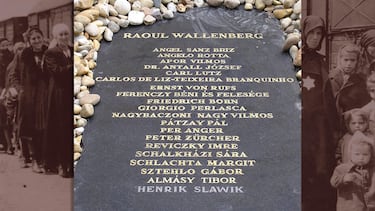 RAOUL WALLENBERG
ANGEL SANZ BRIZ
ANGELO ROTTA
APOR VILMOS
DR. ANTALL JÓZSEF
CARL LUTZ
CARLOS DE LIZ-TEIXEIRA BRANQUINHO
ERNST VON RUFS
FERENCZY BÉNI ÉS FELESÉGE
FRIEDRICH BORN
GIORGIO PERLASCA
NAGYBACZONI NAGY VILMOS
PÁTZAY PÁL
PER ANGER
PETER ZÜRCHER
REVICZKY IMRE
SCHALKHÁZI SÁRA
SCHLACHTA MARGIT
SZTEHLO GÁBOR
ALMÁSY TIBOR
HENRIK SLAWIK